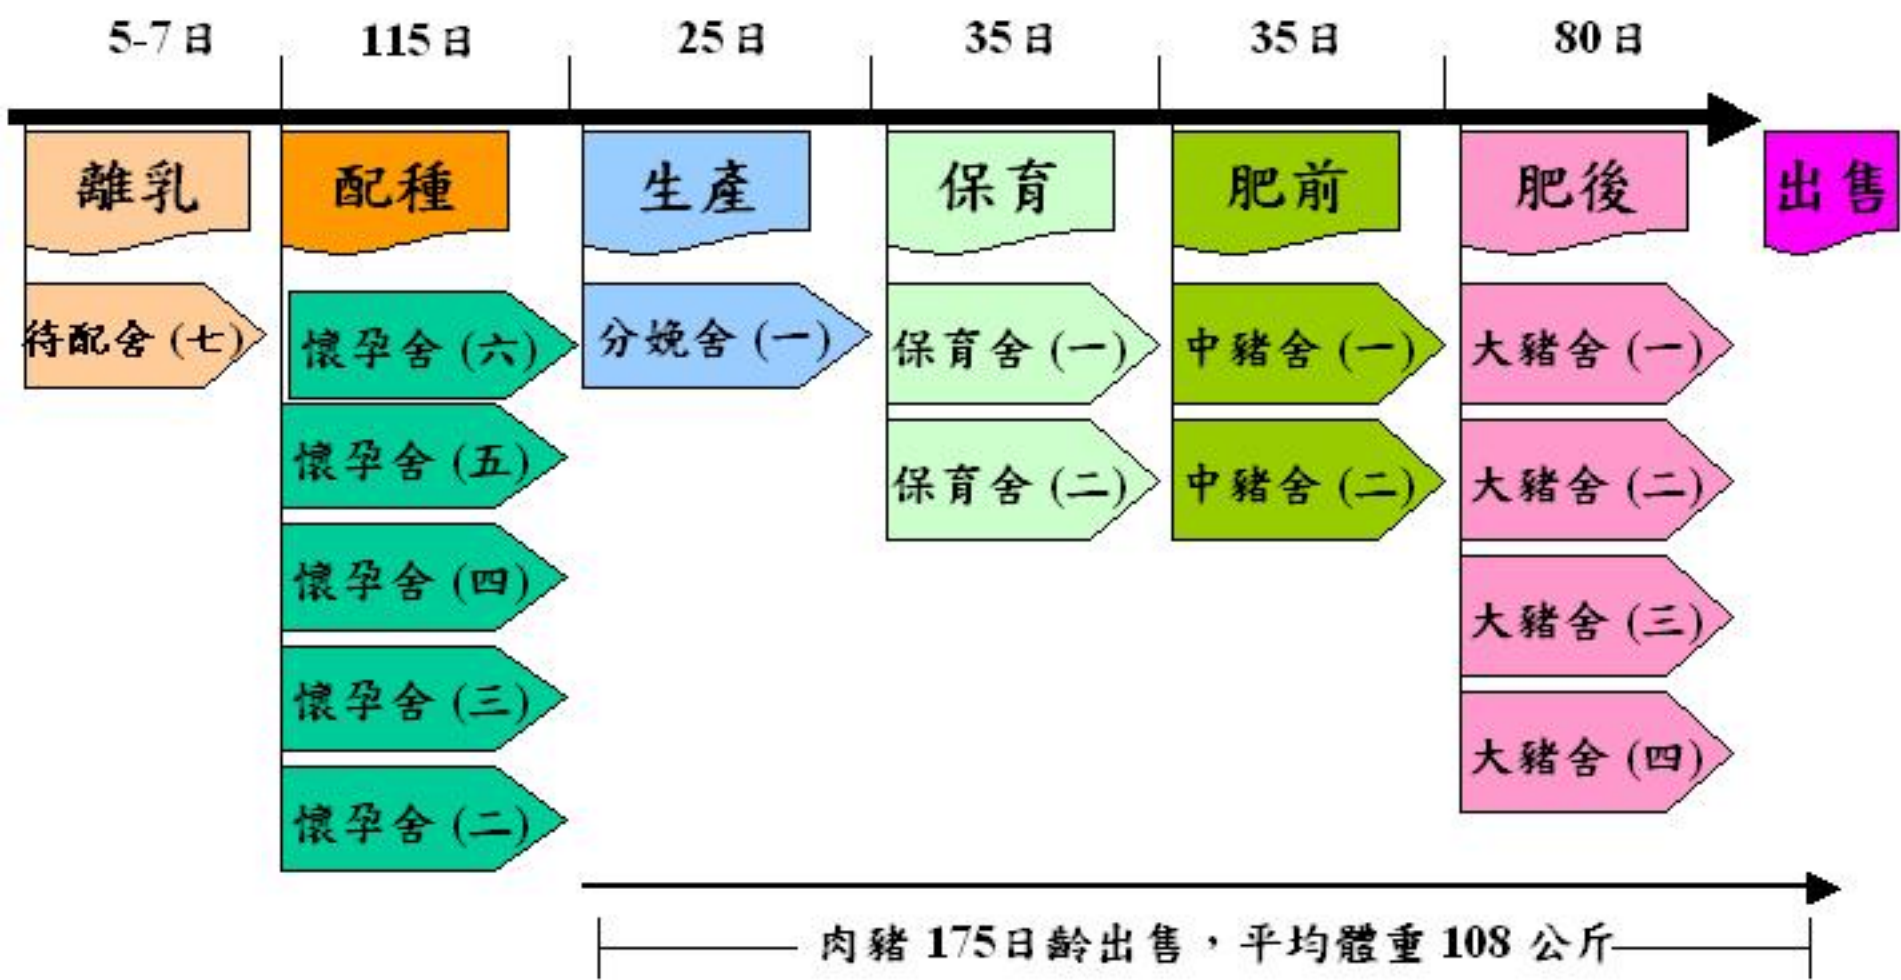 5-7日 115日 25日 35日 35日 80日
離乳 配種 生產 保育 肥前 肥後 出售
待配舍 (七) 懷孕舍 (六) 分娩舍 (一) 保育舍 (一) 中豬舍 (一) 大豬舍 (一)
懷孕舍 (五) 保育舍 (二) 中豬舍 (二) 大豬舍 (二)
懷孕舍 (四) 大豬舍 (三)
懷孕舍 (三) 大豬舍 (四)
懷孕舍 (二)
肉豬 175日齡出售，平均體重 108 公斤